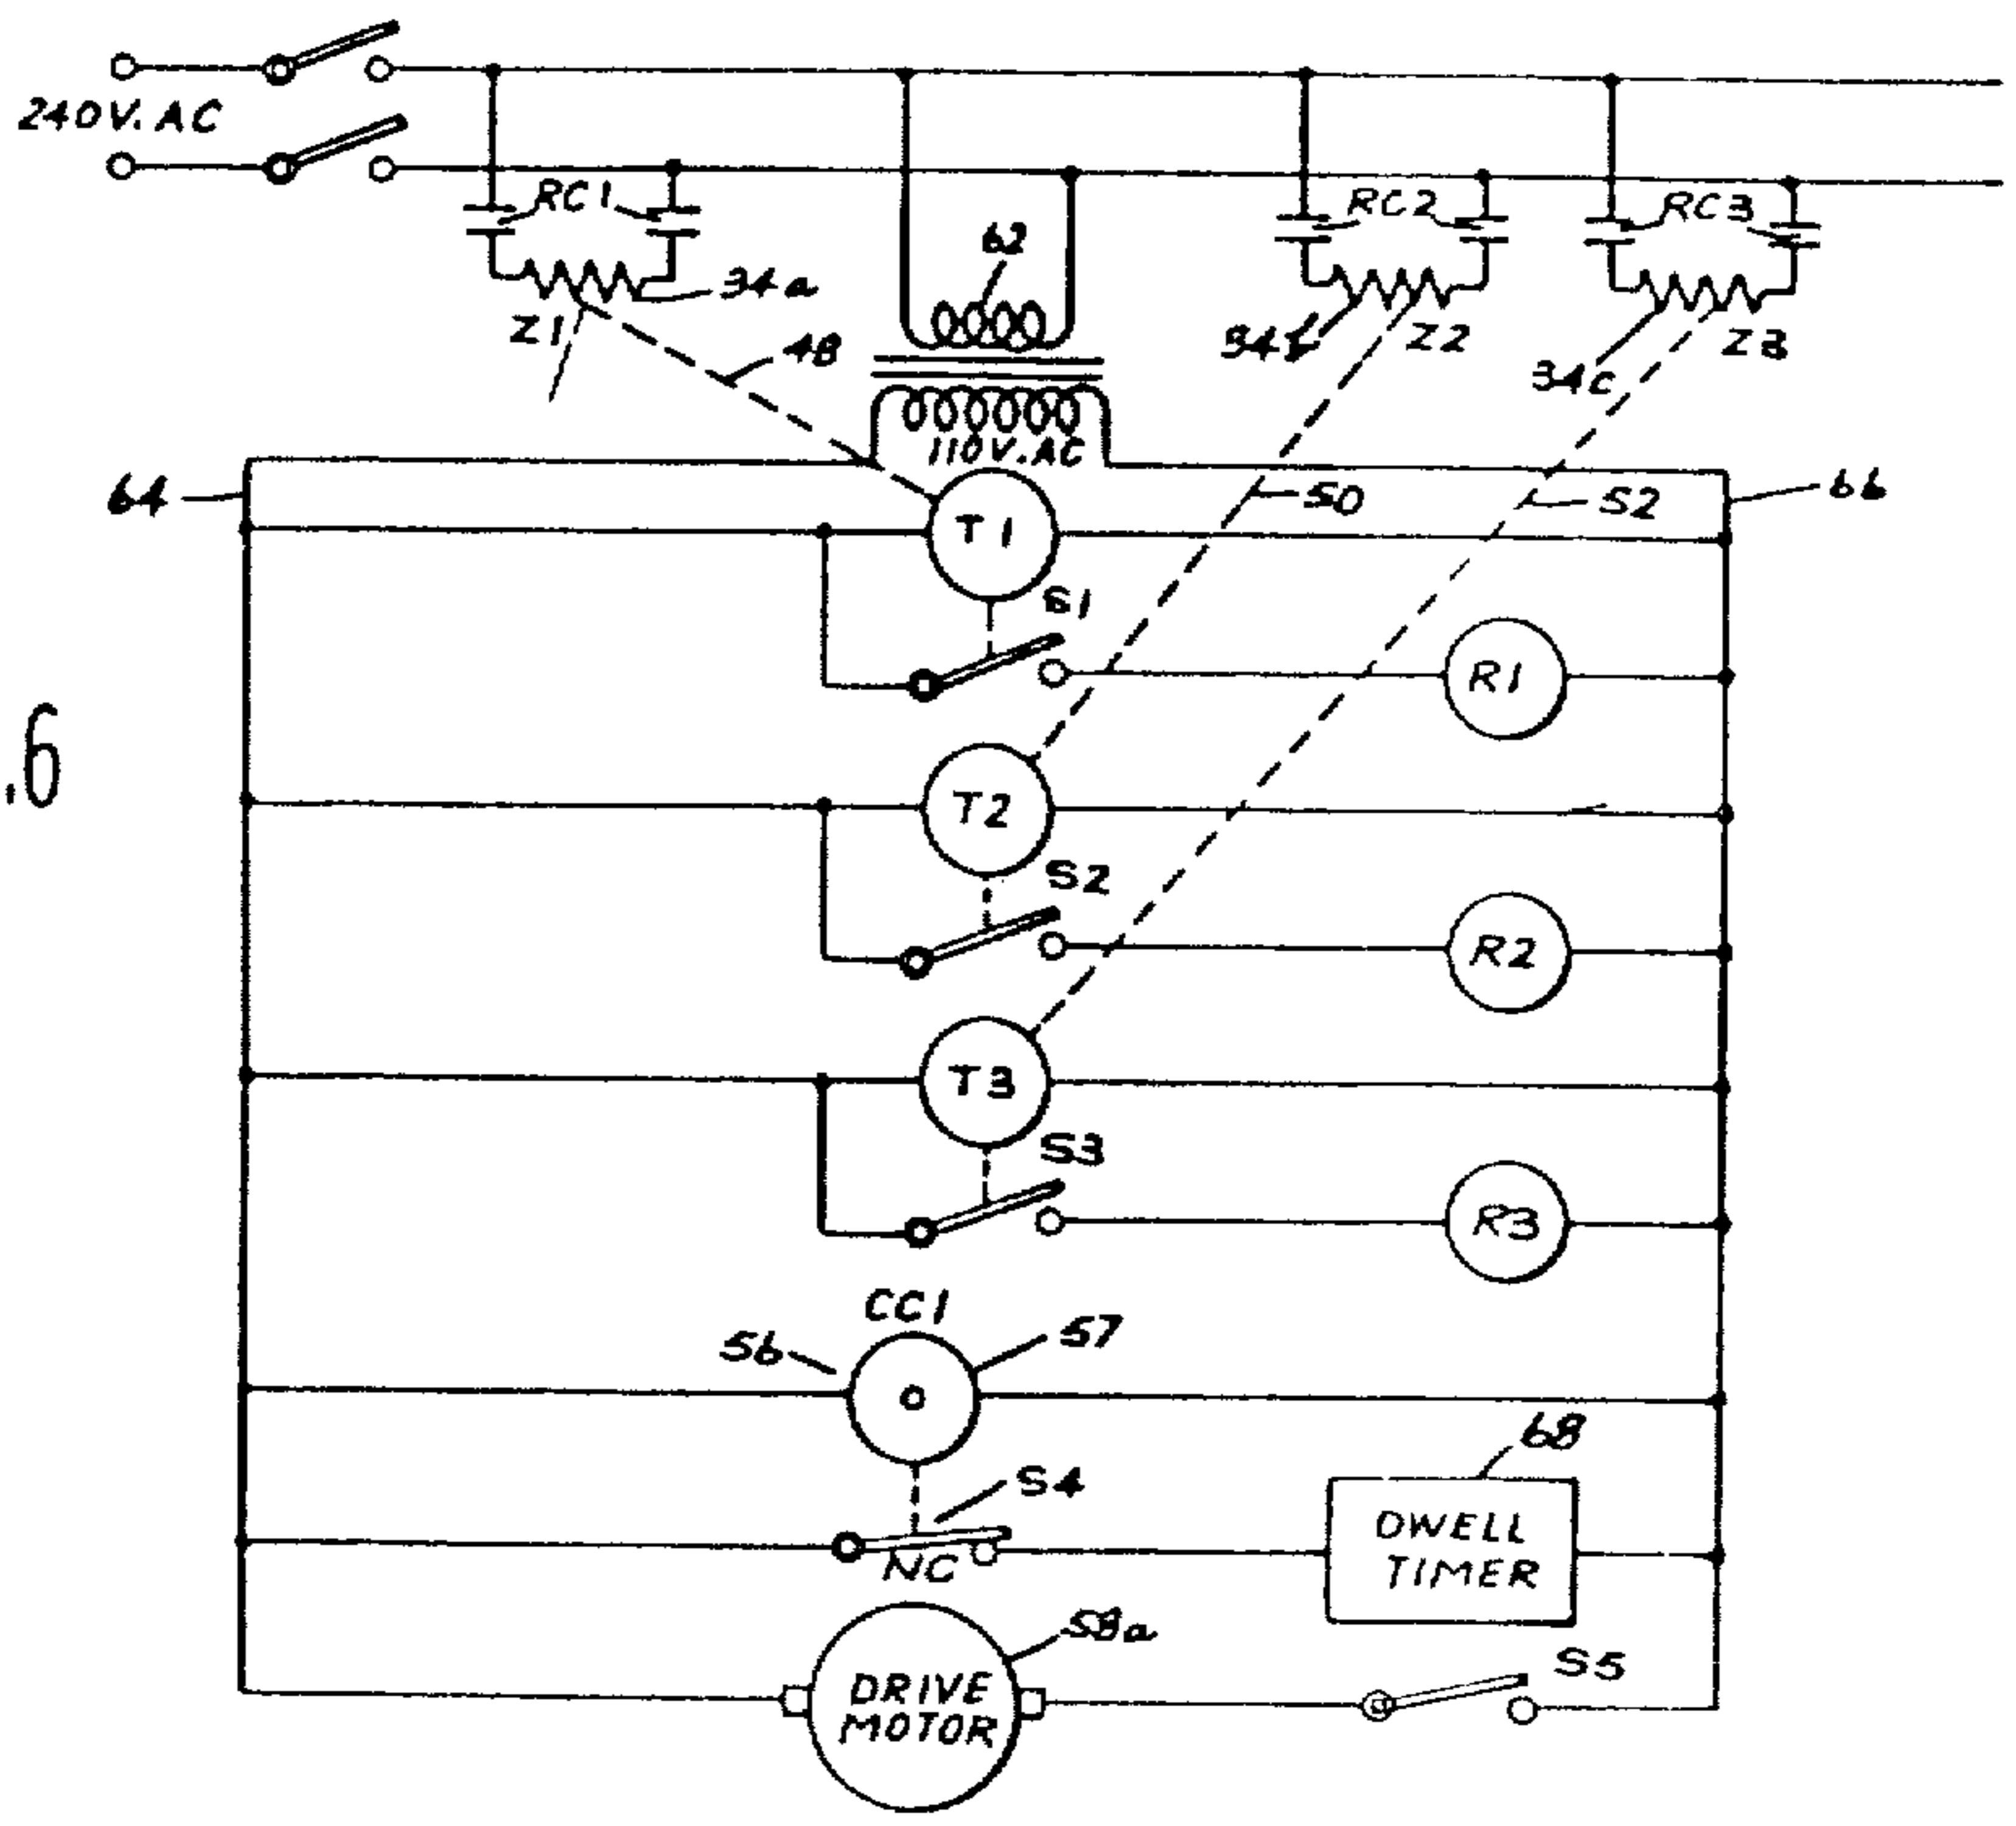 240V.AC
RC1
RC2
RC3
62
34a
Z1
48
Z2
34c
Z3
110V.AC
64
50
52
66
T1
S1
R1
.6
T2
S2
R2
T3
S3
R3
CC1
56
57
O
68
S4
NC
DWELL
TIMER
58a
DRIVE
MOTOR
S5